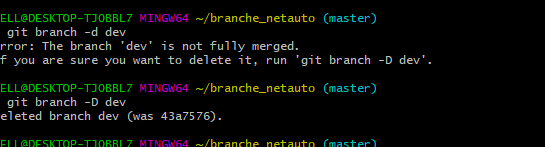 ELL@DESKTOP-TJOBBL7 MINGW64 ~/branche_netauto (master)
git branch -d dev
rror: The branch 'dev' is not fully merged.
f you are sure you want to delete it, run 'git branch -D dev'.
ELL@DESKTOP-TJOBBL7 MINGW64 ~/branche_netauto (master)
git branch -D dev
eleted branch dev (was 43a7576).
ELL@DESKTOP-TJOBBL7 MINGW64 ~/branche_netauto (master)